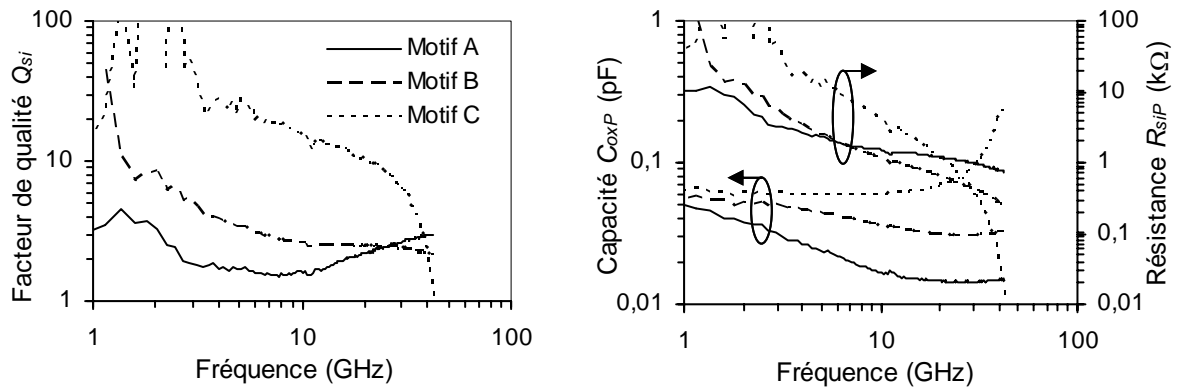 Facteur de qualité Qsi
100
10
1
1
10
100
Fréquence (GHz)
Motif A
Motif B
Motif C
Capacité CoxP (pF)
1
0,1
0,01
1
10
100
Fréquence (GHz)
100
10
1
0,1
0,01
Résistance RsiP (kΩ)